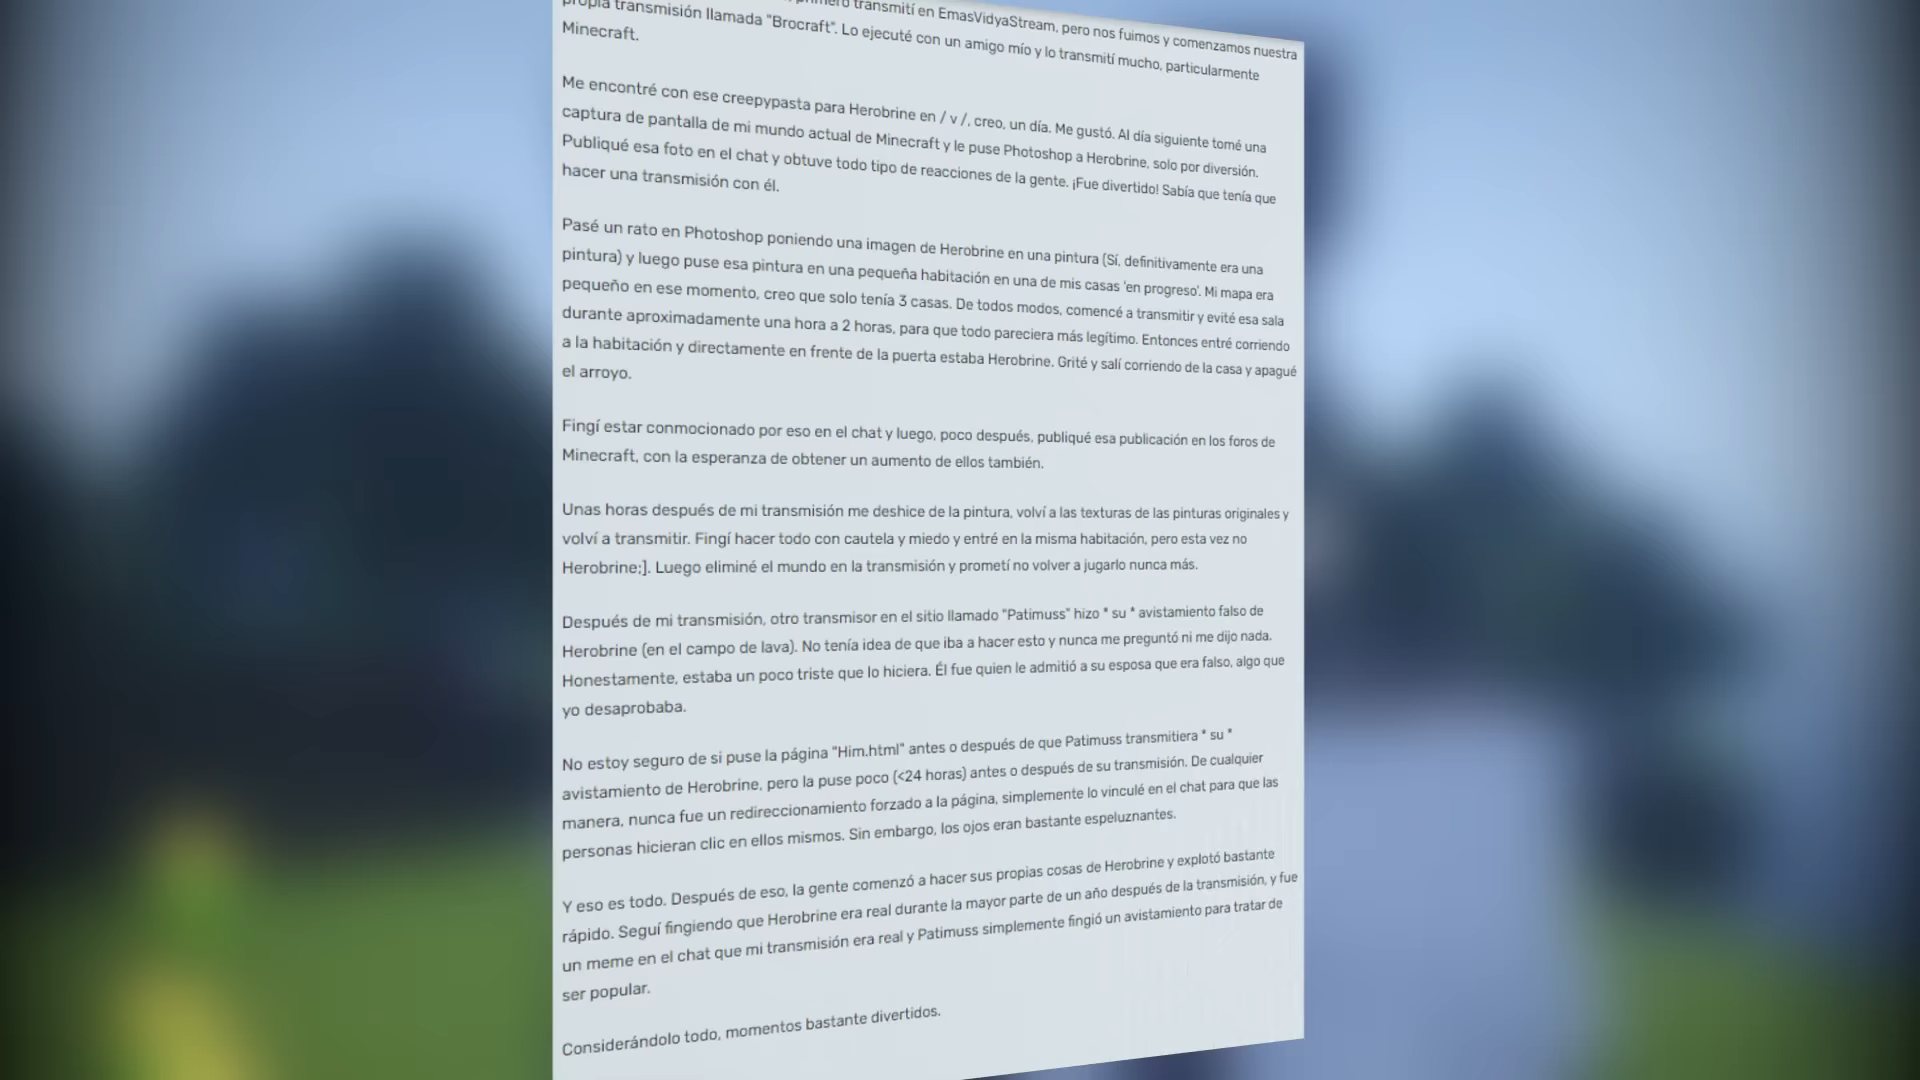 transmití en EmasVidyaStream, pero nos fuimos y comenzamos nuestra
propia transmisión llamada "Brocraft". Lo ejecuté con un amigo mío y lo transmití mucho, particularmente
Minecraft.
Me encontré con ese creepypasta para Herobrine en / v /, creo, un día. Me gustó. Al día siguiente tomé una
captura de pantalla de mi mundo actual de Minecraft y le puse Photoshop a Herobrine, solo por diversión.
Publiqué esa foto en el chat y obtuve todo tipo de reacciones de la gente. ¡Fue divertido! Sabía que tenía que
hacer una transmisión con él.
Pasé un rato en Photoshop poniendo una imagen de Herobrine en una pintura (Sí, definitivamente era una
pintura) y luego puse esa pintura en una pequeña habitación en una de mis casas 'en progreso'. Mi mapa era
pequeño en ese momento, creo que solo tenía 3 casas. De todos modos, comencé a transmitir y evité esa sala
durante aproximadamente una hora a 2 horas, para que todo pareciera más legítimo. Entonces entré corriendo
a la habitación y directamente en frente de la puerta estaba Herobrine. Grité y salí corriendo de la casa y apagué
el arroyo.
Fingí estar conmocionado por eso en el chat y luego, poco después, publiqué esa publicación en los foros de
Minecraft, con la esperanza de obtener un aumento de ellos también.
Unas horas después de mi transmisión me deshice de la pintura, volví a las texturas de las pinturas originales y
volví a transmitir. Fingí hacer todo con cautela y miedo y entré en la misma habitación, pero esta vez no
Herobrine;]. Luego eliminé el mundo en la transmisión y prometí no volver a jugarlo nunca más.
Después de mi transmisión, otro transmisor en el sitio llamado "Patimuss" hizo * su * avistamiento falso de
Herobrine (en el campo de lava). No tenía idea de que iba a hacer esto y nunca me preguntó ni me dijo nada.
Honestamente, estaba un poco triste que lo hiciera. Él fue quien le admitió a su esposa que era falso, algo que
yo desaprobaba.
No estoy seguro de si puse la página "Him.html" antes o después de que Patimuss transmitiera * su *
avistamiento de Herobrine, pero la puse poco (<24 horas) antes o después de su transmisión. De cualquier
manera, nunca fue un redireccionamiento forzado a la página, simplemente lo vinculé en el chat para que las
personas hicieran clic en ellos mismos. Sin embargo, los ojos eran bastante espeluznantes.
Y eso es todo. Después de eso, la gente comenzó a hacer sus propias cosas de Herobrine y explotó bastante
rápido. Seguí fingiendo que Herobrine era real durante la mayor parte de un año después de la transmisión, y fue
un meme en el chat que mi transmisión era real y Patimuss simplemente fingió un avistamiento para tratar de
ser popular.
Considerándolo todo, momentos bastante divertidos.